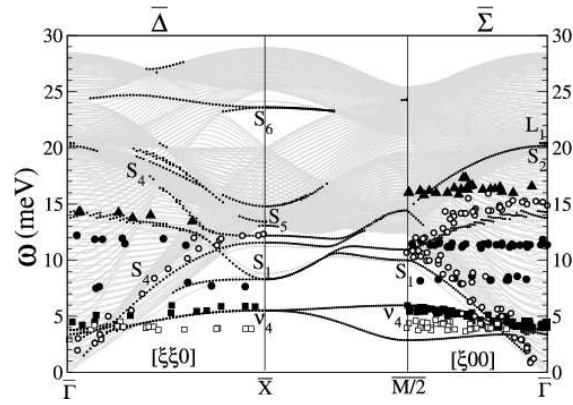 Δ̅ Σ̅
30 30
25 25
20 20
15 15
10 10
5 5
0 0
ω (meV)
S₆
L₁
S₂
S₄
S₅
S₄
S₁
S₁
ν₄
ν₄
[ξξ0] [ξ00]
Γ̅ X̅ M̅/2 Γ̅